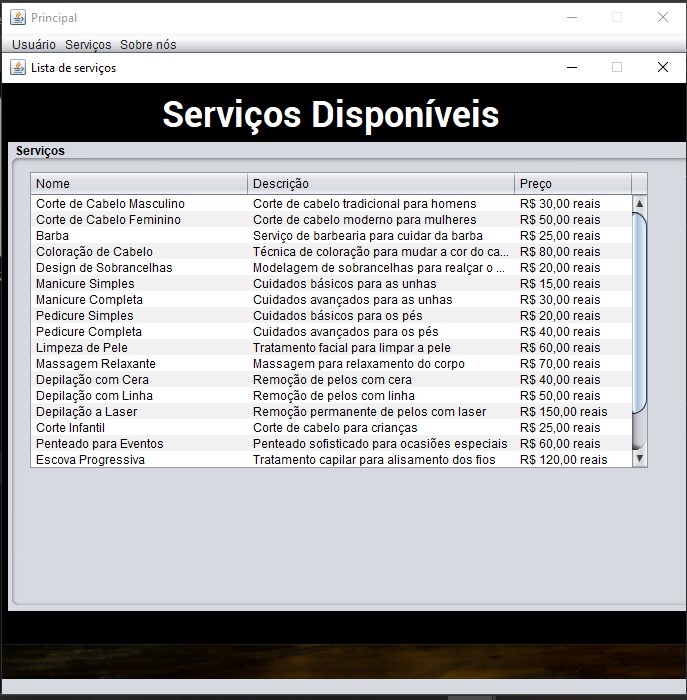 Principal
Usuário Serviços Sobre nós
Lista de serviços
Serviços Disponíveis
Serviços
Nome Descrição Preço
Corte de Cabelo Masculino Corte de cabelo tradicional para homens R$ 30,00 reais
Corte de Cabelo Feminino Corte de cabelo moderno para mulheres R$ 50,00 reais
Barba Serviço de barbearia para cuidar da barba R$ 25,00 reais
Coloração de Cabelo Técnica de coloração para mudar a cor do ca... R$ 80,00 reais
Design de Sobrancelhas Modelagem de sobrancelhas para realçar o ... R$ 20,00 reais
Manicure Simples Cuidados básicos para as unhas R$ 15,00 reais
Manicure Completa Cuidados avançados para as unhas R$ 30,00 reais
Pedicure Simples Cuidados básicos para os pés R$ 20,00 reais
Pedicure Completa Cuidados avançados para os pés R$ 40,00 reais
Limpeza de Pele Tratamento facial para limpar a pele R$ 60,00 reais
Massagem Relaxante Massagem para relaxamento do corpo R$ 70,00 reais
Depilação com Cera Remoção de pelos com cera R$ 40,00 reais
Depilação com Linha Remoção de pelos com linha R$ 50,00 reais
Depilação a Laser Remoção permanente de pelos com laser R$ 150,00 reais
Corte Infantil Corte de cabelo para crianças R$ 25,00 reais
Penteado para Eventos Penteado sofisticado para ocasiões especiais R$ 60,00 reais
Escova Progressiva Tratamento capilar para alisamento dos fios R$ 120,00 reais